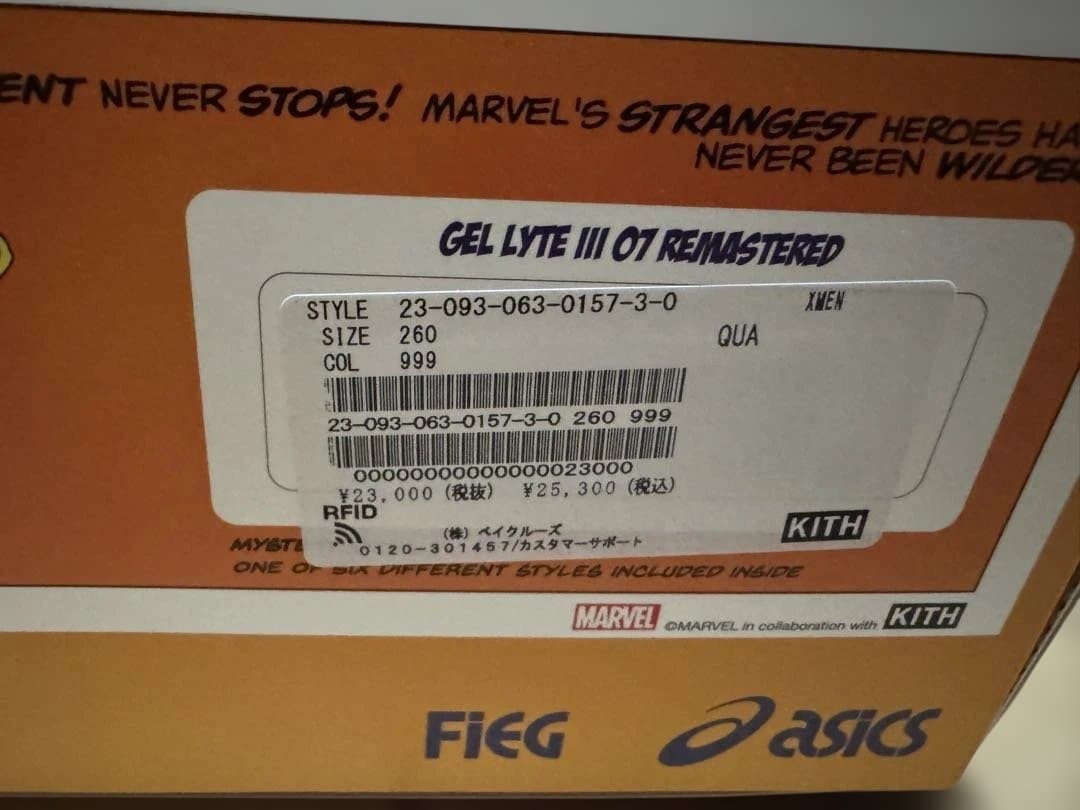 ENT NEVER STOPS! MARVEL'S STRANGEST HEROES HA
NEVER BEEN WILDER
GEL LYTE III 07 REMASTERED
STYLE 23-093-063-0157-3-0 XMEN
SIZE 260 QUA
COL 999
23-093-063-0157-3-0 260 999
0000000000000000023000
¥23,000 (税抜) ¥25,300 (税込)
RFID
(株) ベイクルーズ
0120-301457/カスタマーサポート
KITH
MYSTE
ONE OF SIX DIFFERENT STYLES INCLUDED INSIDE
MARVEL ©MARVEL in collaboration with KITH
FiEG asics